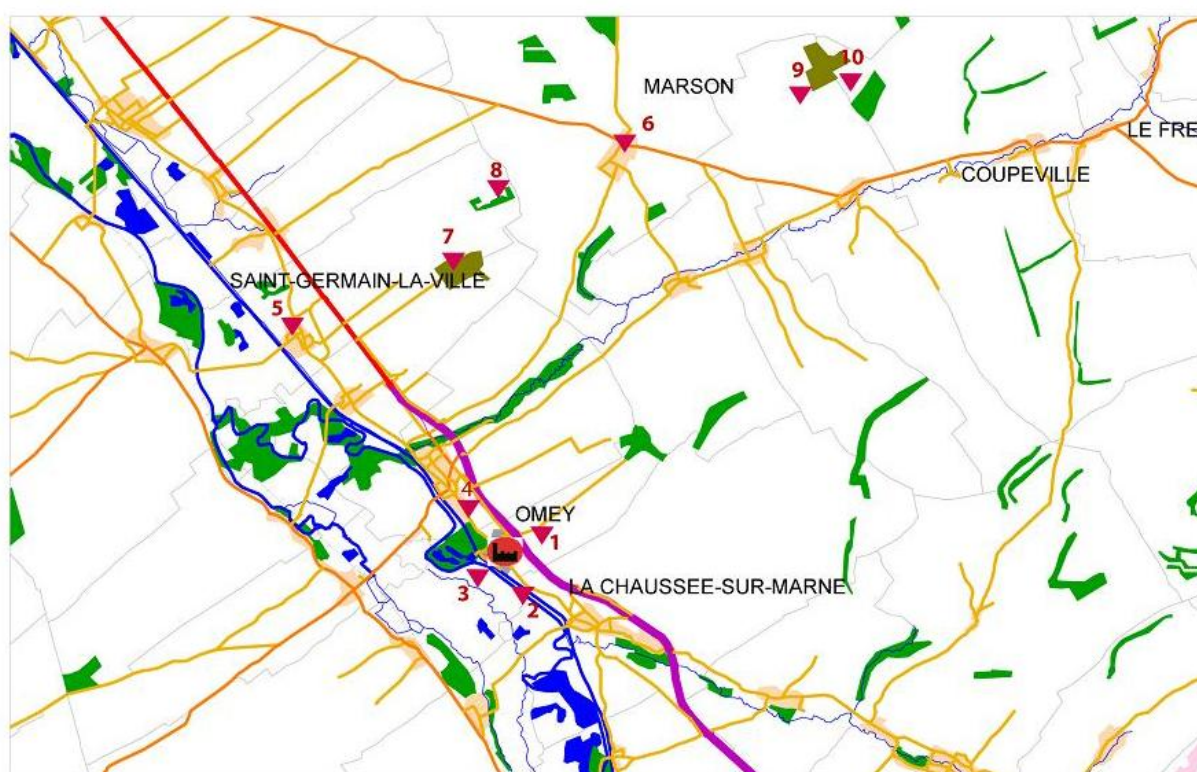 9
10
MARSON
6
LE FRE
COUPEVILLE
8
7
SAINT-GERMAIN-LA-VILLE
5
4
OMEY
1
LA CHAUSSEE-SUR-MARNE
3
2